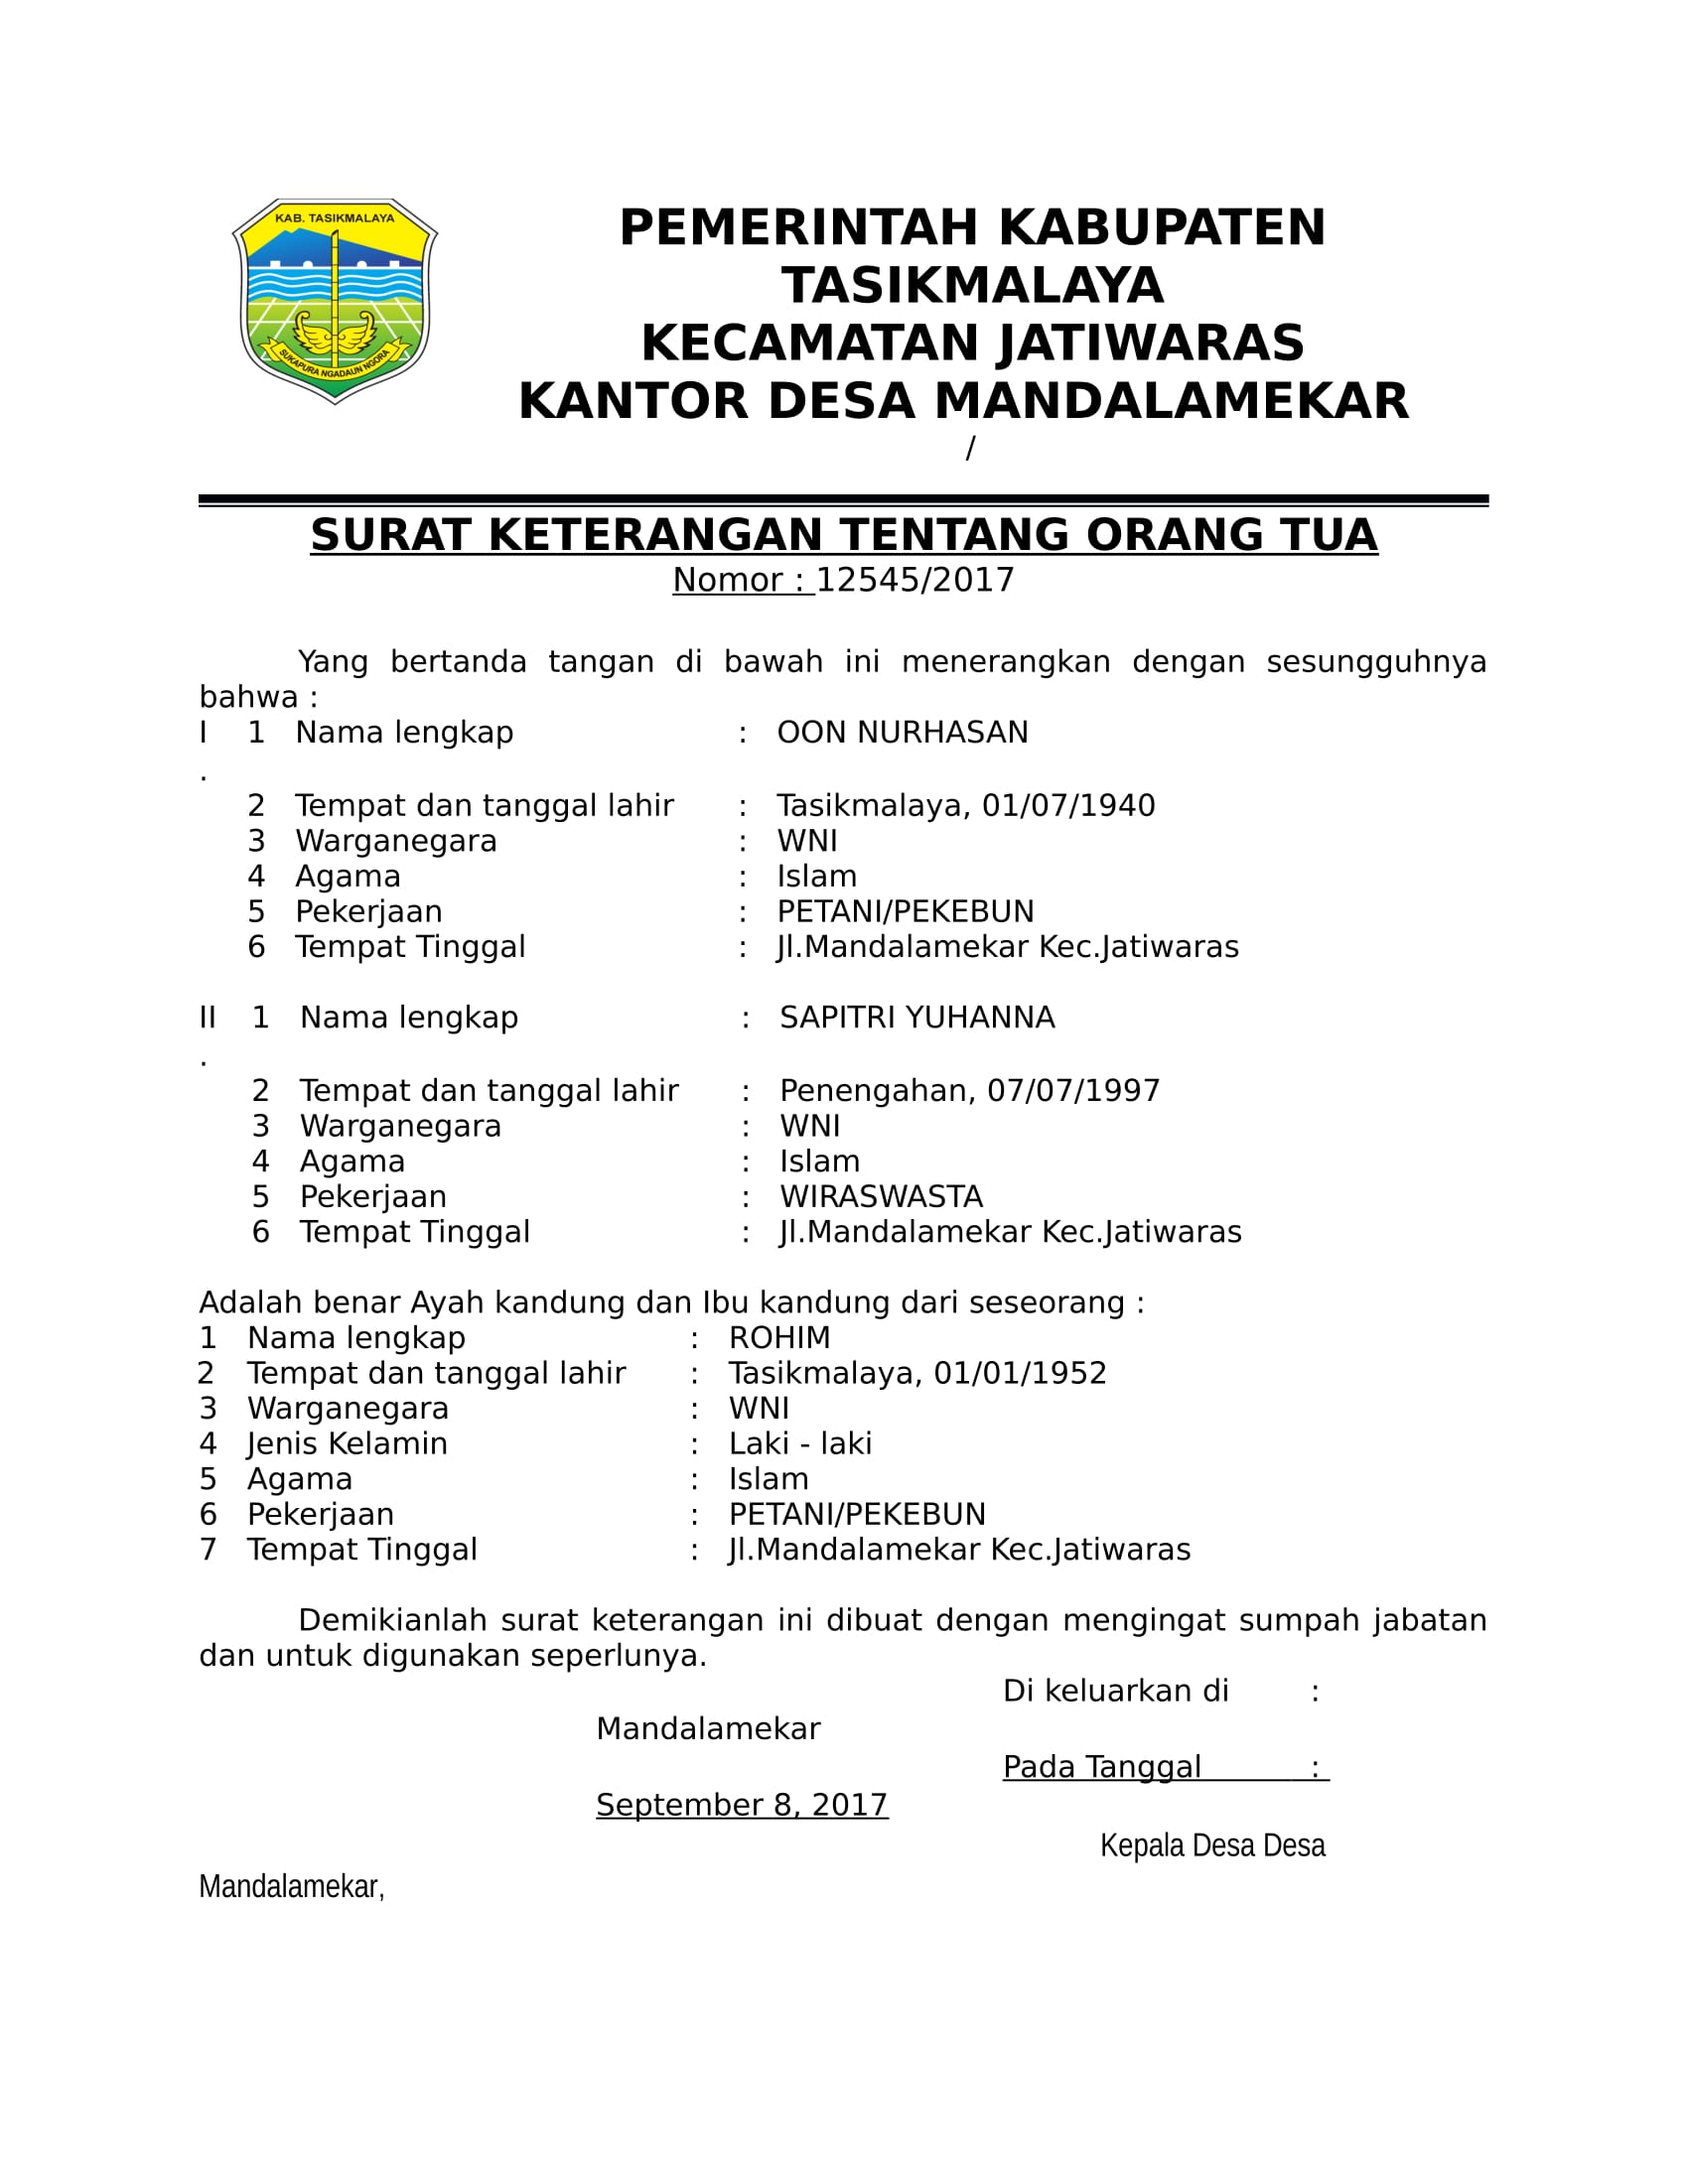 KAB. TASIKMALAYA
SUKAPURA NGADAUN NGORA
PEMERINTAH KABUPATEN
TASIKMALAYA
KECAMATAN JATIWARAS
KANTOR DESA MANDALAMEKAR
/
SURAT KETERANGAN TENTANG ORANG TUA
Nomor : 12545/2017
Yang bertanda tangan di bawah ini menerangkan dengan sesungguhnya
bahwa :
I 1 Nama lengkap : OON NURHASAN
.
2 Tempat dan tanggal lahir : Tasikmalaya, 01/07/1940
3 Warganegara : WNI
4 Agama : Islam
5 Pekerjaan : PETANI/PEKEBUN
6 Tempat Tinggal : Jl.Mandalamekar Kec.Jatiwaras
II 1 Nama lengkap : SAPITRI YUHANNA
.
2 Tempat dan tanggal lahir : Penengahan, 07/07/1997
3 Warganegara : WNI
4 Agama : Islam
5 Pekerjaan : WIRASWASTA
6 Tempat Tinggal : Jl.Mandalamekar Kec.Jatiwaras
Adalah benar Ayah kandung dan Ibu kandung dari seseorang :
1 Nama lengkap : ROHIM
2 Tempat dan tanggal lahir : Tasikmalaya, 01/01/1952
3 Warganegara : WNI
4 Jenis Kelamin : Laki - laki
5 Agama : Islam
6 Pekerjaan : PETANI/PEKEBUN
7 Tempat Tinggal : Jl.Mandalamekar Kec.Jatiwaras
Demikianlah surat keterangan ini dibuat dengan mengingat sumpah jabatan
dan untuk digunakan seperlunya.
Di keluarkan di :
Mandalamekar
Pada Tanggal :
September 8, 2017
Kepala Desa Desa
Mandalamekar,